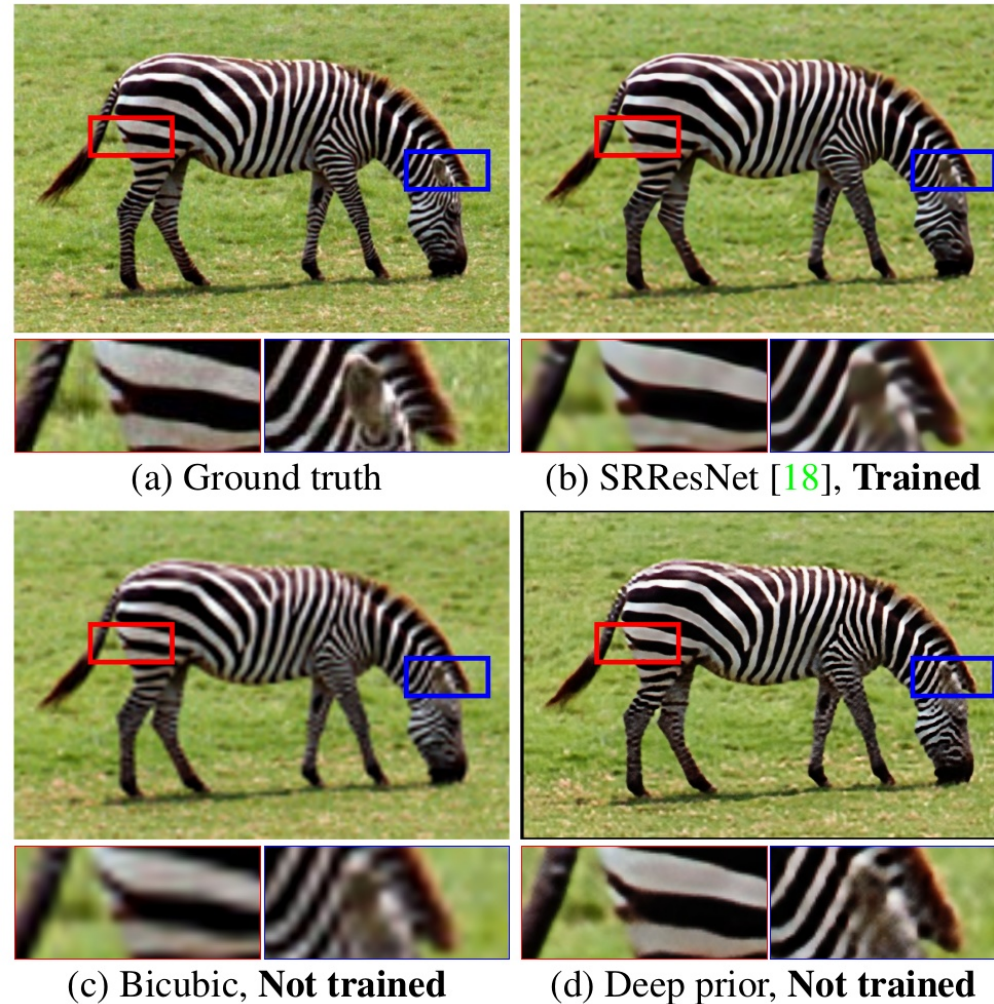 (a) Ground truth
(b) SRResNet [18], Trained
(c) Bicubic, Not trained
(d) Deep prior, Not trained